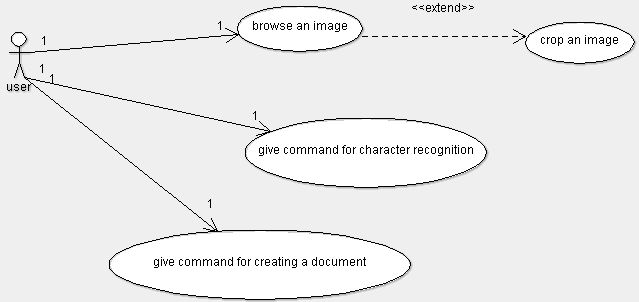 <<extend>>
browse an image
crop an image
1
1
user
1
1
1
give command for character recognition
1
give command for creating a document